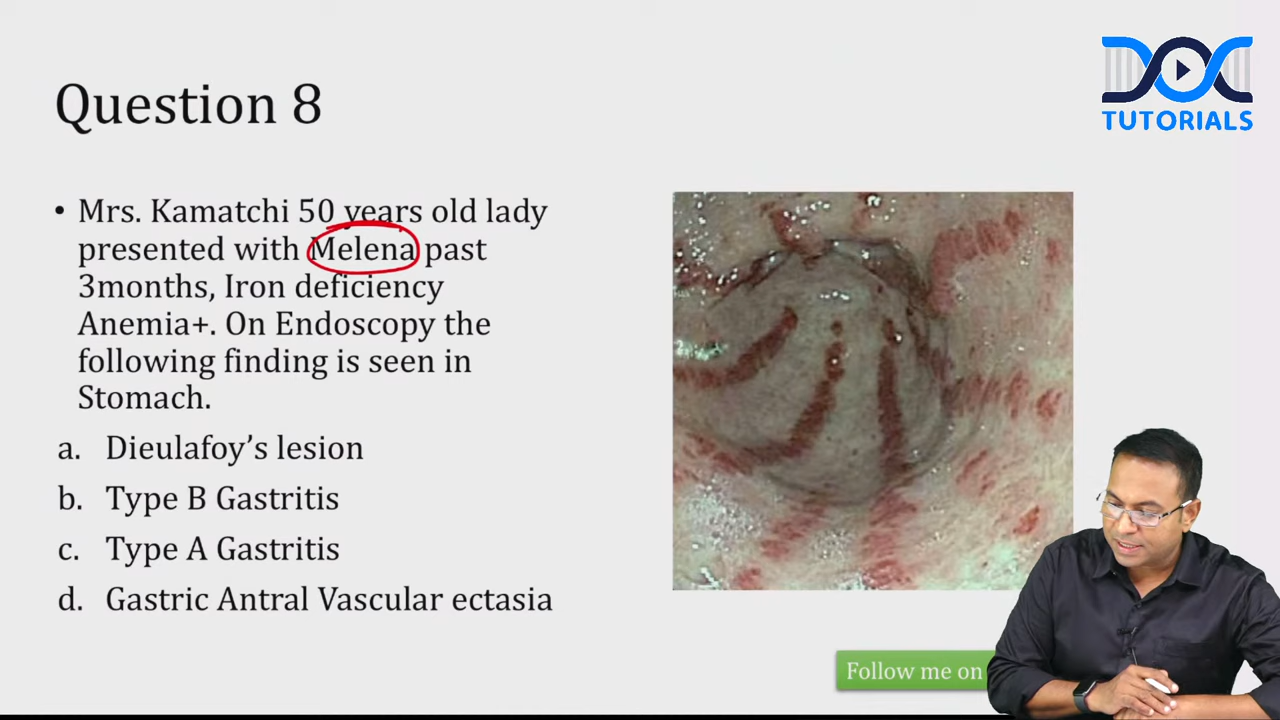 Question 8
TUTORIALS
• Mrs. Kamatchi 50 years old lady
presented with Melena past
3months, Iron deficiency
Anemia+. On Endoscopy the
following finding is seen in
Stomach.
a. Dieulafoy’s lesion
b. Type B Gastritis
c. Type A Gastritis
d. Gastric Antral Vascular ectasia
Follow me on